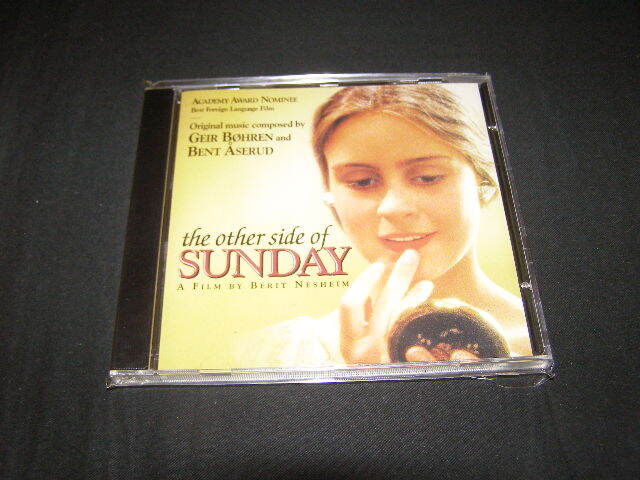 ACADEMY AWARD NOMINEE
Best Foreign Language Film
Original music composed by
GEIR BØHREN and
BENT ÅSERUD
the other side of
SUNDAY
A FILM BY BERIT NESHEIM